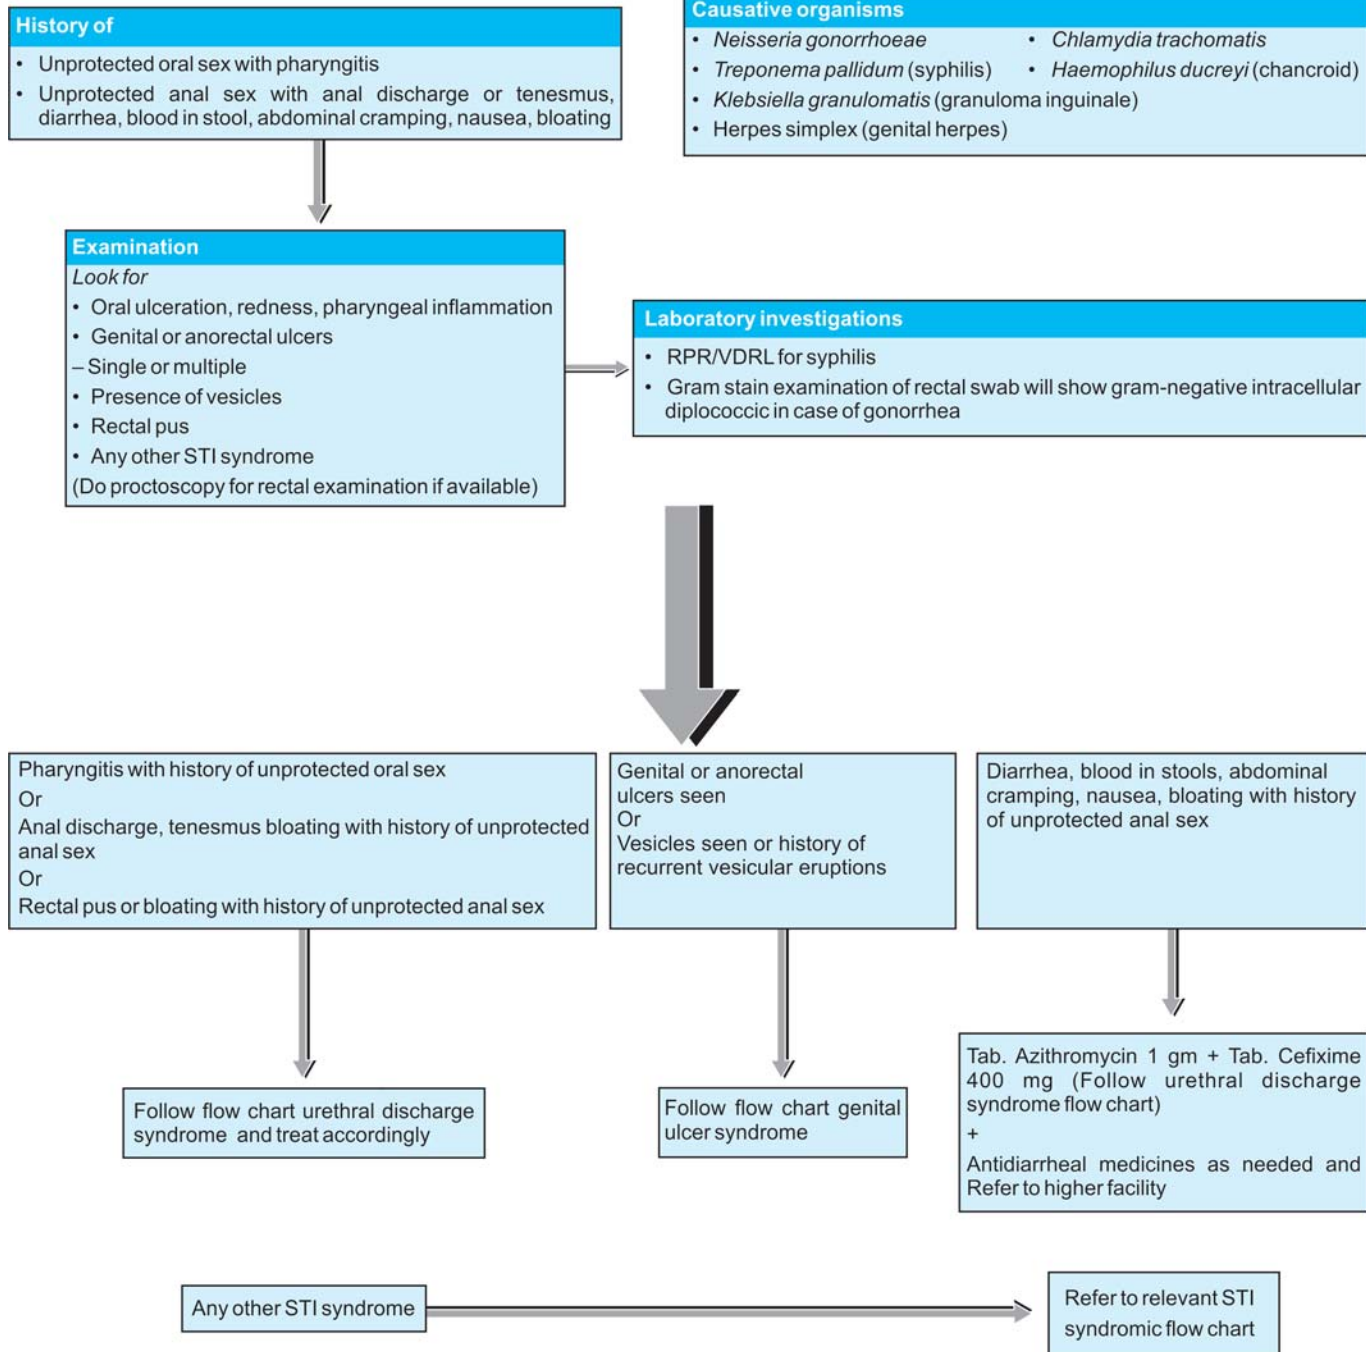 History of
• Unprotected oral sex with pharyngitis
• Unprotected anal sex with anal discharge or tenesmus,
diarrhea, blood in stool, abdominal cramping, nausea, bloating
Causative organisms
• Neisseria gonorrhoeae • Chlamydia trachomatis
• Treponema pallidum (syphilis) • Haemophilus ducreyi (chancroid)
• Klebsiella granulomatis (granuloma inguinale)
• Herpes simplex (genital herpes)
Examination
Look for
• Oral ulceration, redness, pharyngeal inflammation
• Genital or anorectal ulcers
– Single or multiple
• Presence of vesicles
• Rectal pus
• Any other STI syndrome
(Do proctoscopy for rectal examination if available)
Laboratory investigations
• RPR/VDRL for syphilis
• Gram stain examination of rectal swab will show gram-negative intracellular
diplococcic in case of gonorrhea
Pharyngitis with history of unprotected oral sex
Or
Anal discharge, tenesmus bloating with history of unprotected
anal sex
Or
Rectal pus or bloating with history of unprotected anal sex
Genital or anorectal
ulcers seen
Or
Vesicles seen or history of
recurrent vesicular eruptions
Diarrhea, blood in stools, abdominal
cramping, nausea, bloating with history
of unprotected anal sex
Follow flow chart urethral discharge
syndrome and treat accordingly
Follow flow chart genital
ulcer syndrome
Tab. Azithromycin 1 gm + Tab. Cefixime
400 mg (Follow urethral discharge
syndrome flow chart)
+
Antidiarrheal medicines as needed and
Refer to higher facility
Any other STI syndrome
Refer to relevant STI
syndromic flow chart